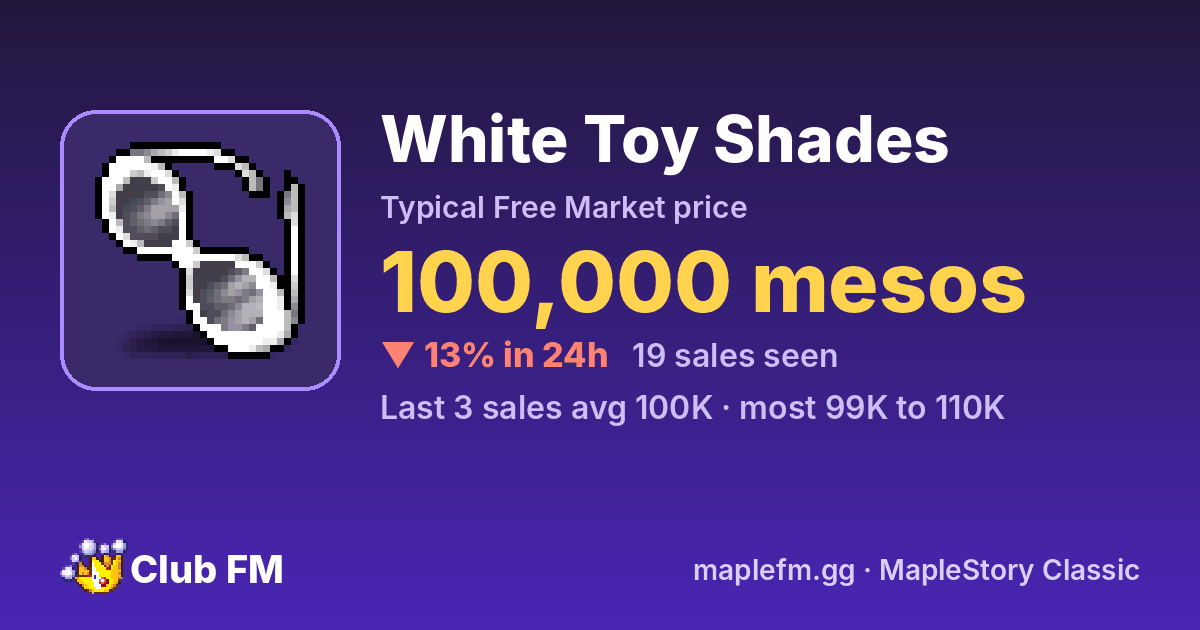 White Toy Shades
Typical Free Market price
100,000 mesos
▼ 13% in 24h 19 sales seen
Last 3 sales avg 100K · most 99K to 110K
Club FM
maplefm.gg · MapleStory Classic